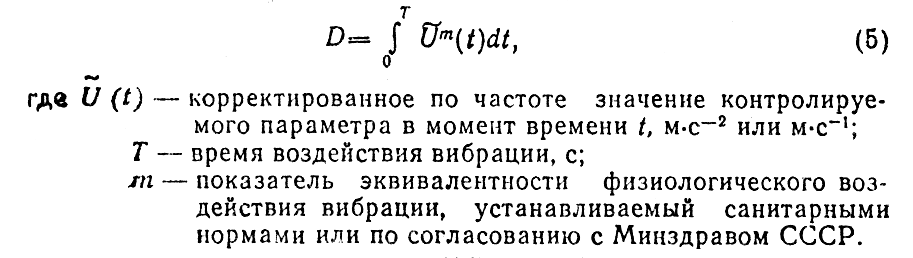 D= ∫₀ᵀ Ũᵐ(t)dt, (5)
где Ũ (t) — корректированное по частоте значение контролируе-
мого параметра в момент времени t, м·с⁻² или м·с⁻¹;
T — время воздействия вибрации, с;
m — показатель эквивалентности физиологического воз-
действия вибрации, устанавливаемый санитарными
нормами или по согласованию с Минздравом СССР.